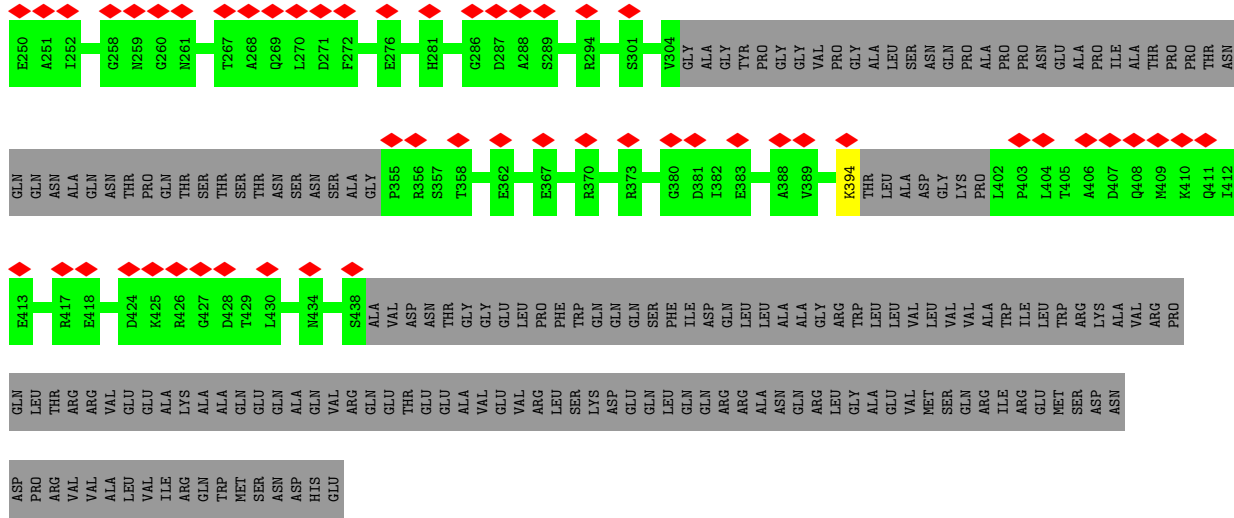 E250 A251 I252 G258 N259 G260 N261 T267 A268 Q269 L270 D271 F272 E276 H281 G286 D287 A288 S289 R294 S301 V304 GLY ALA GLY TYR PRO GLY GLY VAL PRO GLY ALA LEU SER ASN GLN PRO ALA PRO PRO ASN GLU ALA PRO ILE ALA THR PRO PRO THR ASN
GLN GLN ASN ALA GLN ASN THR PRO GLN THR SER THR SER THR ASN SER ASN SER ALA GLY P355 R356 S357 T358 E362 E367 R370 R373 G380 D381 I382 E383 A388 V389 K394 THR LEU ALA ASP GLY LYS PRO L402 P403 L404 T405 A406 D407 Q408 M409 K410 Q411 I412
E413 R417 E418 D424 K425 R426 G427 D428 T429 L430 N434 S438 ALA VAL ASP ASN THR GLY GLY GLU LEU PRO PHE TRP GLN GLN GLN SER PHE ILE ASP GLN LEU LEU ALA ALA GLY ARG TRP LEU LEU VAL LEU VAL VAL ALA TRP ILE LEU TRP ARG LYS ALA VAL ARG PRO
GLN LEU THR ARG ARG VAL GLU GLU ALA LYS ALA ALA GLN GLU GLN ALA GLN VAL ARG GLN GLU THR GLU GLU ALA VAL GLU VAL ARG LEU SER LYS ASP GLU GLN LEU GLN GLN ARG ARG ALA ASN GLN ARG LEU GLY ALA GLU VAL MET SER GLN ARG ILE ARG GLU MET SER ASP ASN
ASP PRO ARG VAL VAL ALA LEU VAL ILE ARG GLN TRP MET SER ASN ASP HIS GLU